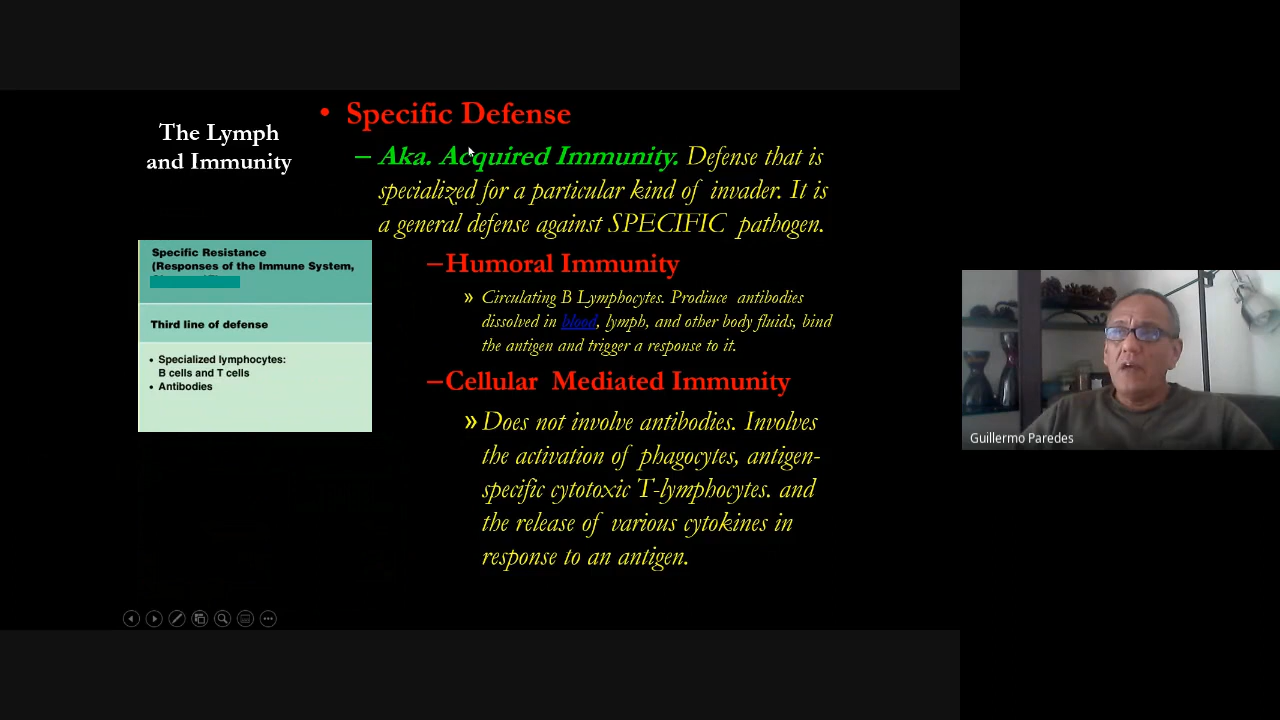 The Lymph
and Immunity
• Specific Defense
– Aka. Acquired Immunity. Defense that is
specialized for a particular kind of invader. It is
a general defense against SPECIFIC pathogen.
–Humoral Immunity
» Circulating B Lymphocytes. Produce antibodies
dissolved in blood, lymph, and other body fluids, bind
the antigen and trigger a response to it.
–Cellular Mediated Immunity
» Does not involve antibodies. Involves
the activation of phagocytes, antigen-
specific cytotoxic T-lymphocytes. and
the release of various cytokines in
response to an antigen.
Specific Resistance
(Responses of the Immune System,
Third line of defense
• Specialized lymphocytes:
B cells and T cells
• Antibodies
Guillermo Paredes